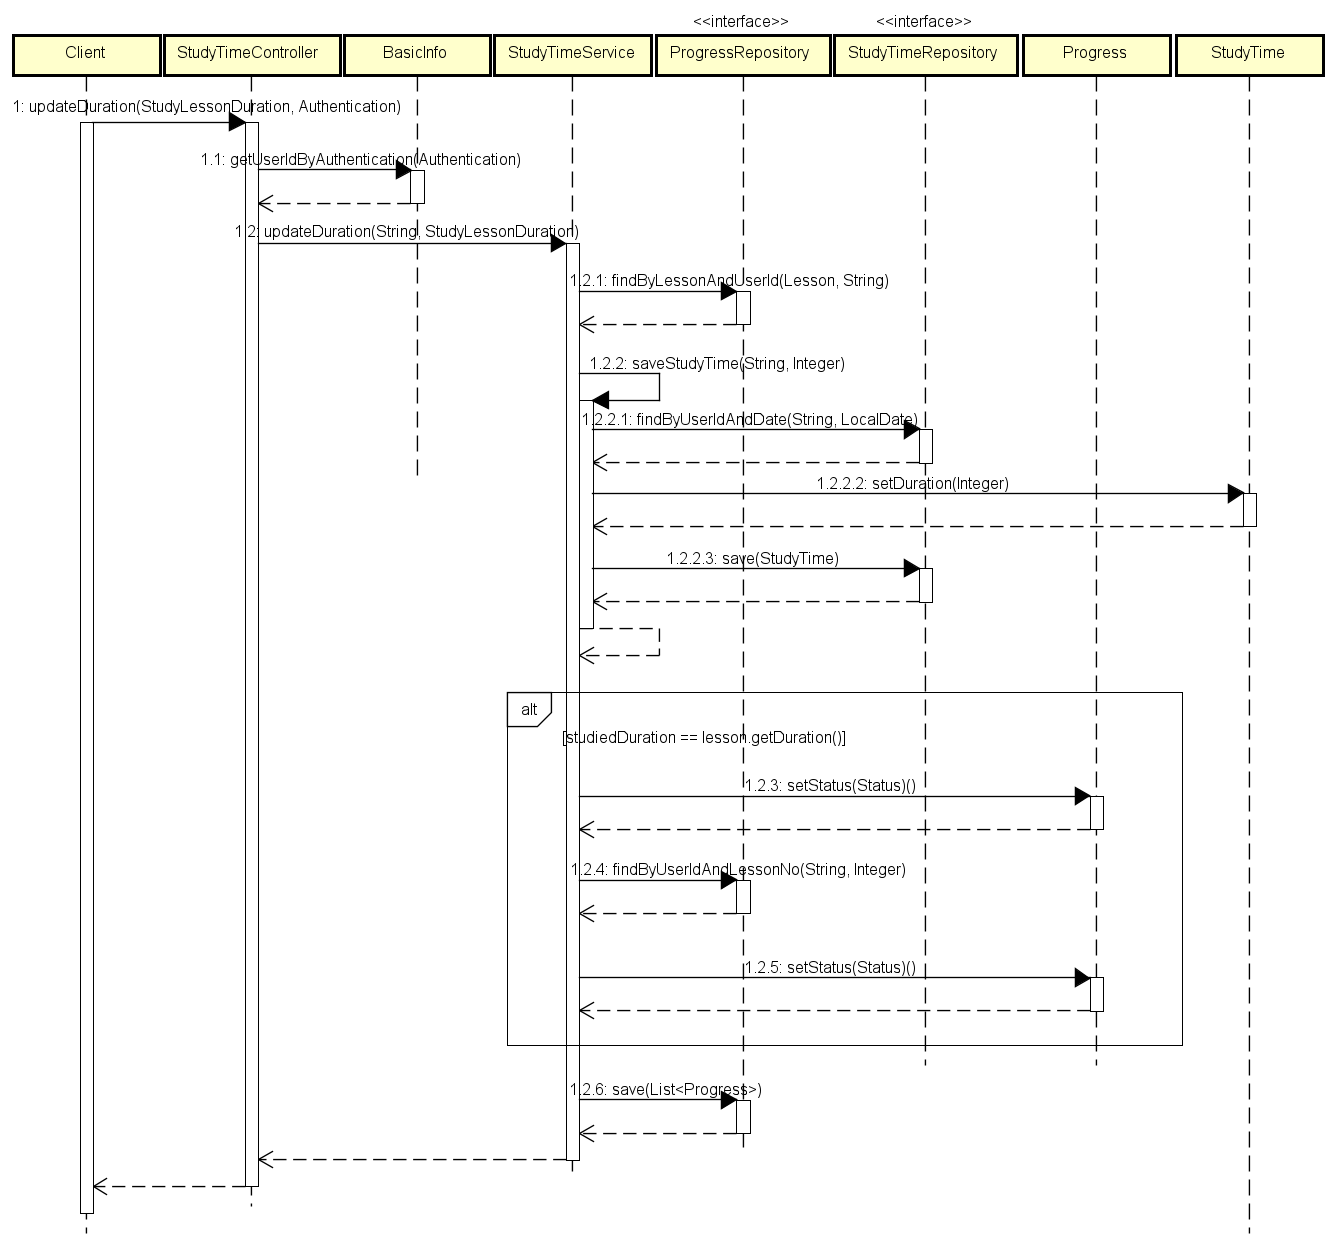 <<interface>>
<<interface>>
Client
StudyTimeController
BasicInfo
StudyTimeService
ProgressRepository
StudyTimeRepository
Progress
StudyTime
1: updateDuration(StudyLessonDuration, Authentication)
1.1: getUserIdByAuthentication(Authentication)
1.2: updateDuration(String, StudyLessonDuration)
1.2.1: findByLessonAndUserId(Lesson, String)
1.2.2: saveStudyTime(String, Integer)
1.2.2.1: findByUserIdAndDate(String, LocalDate)
1.2.2.2: setDuration(Integer)
1.2.2.3: save(StudyTime)
alt
[studiedDuration == lesson.getDuration()]
1.2.3: setStatus(Status)()
1.2.4: findByUserIdAndLessonNo(String, Integer)
1.2.5: setStatus(Status)()
1.2.6: save(List<Progress>)